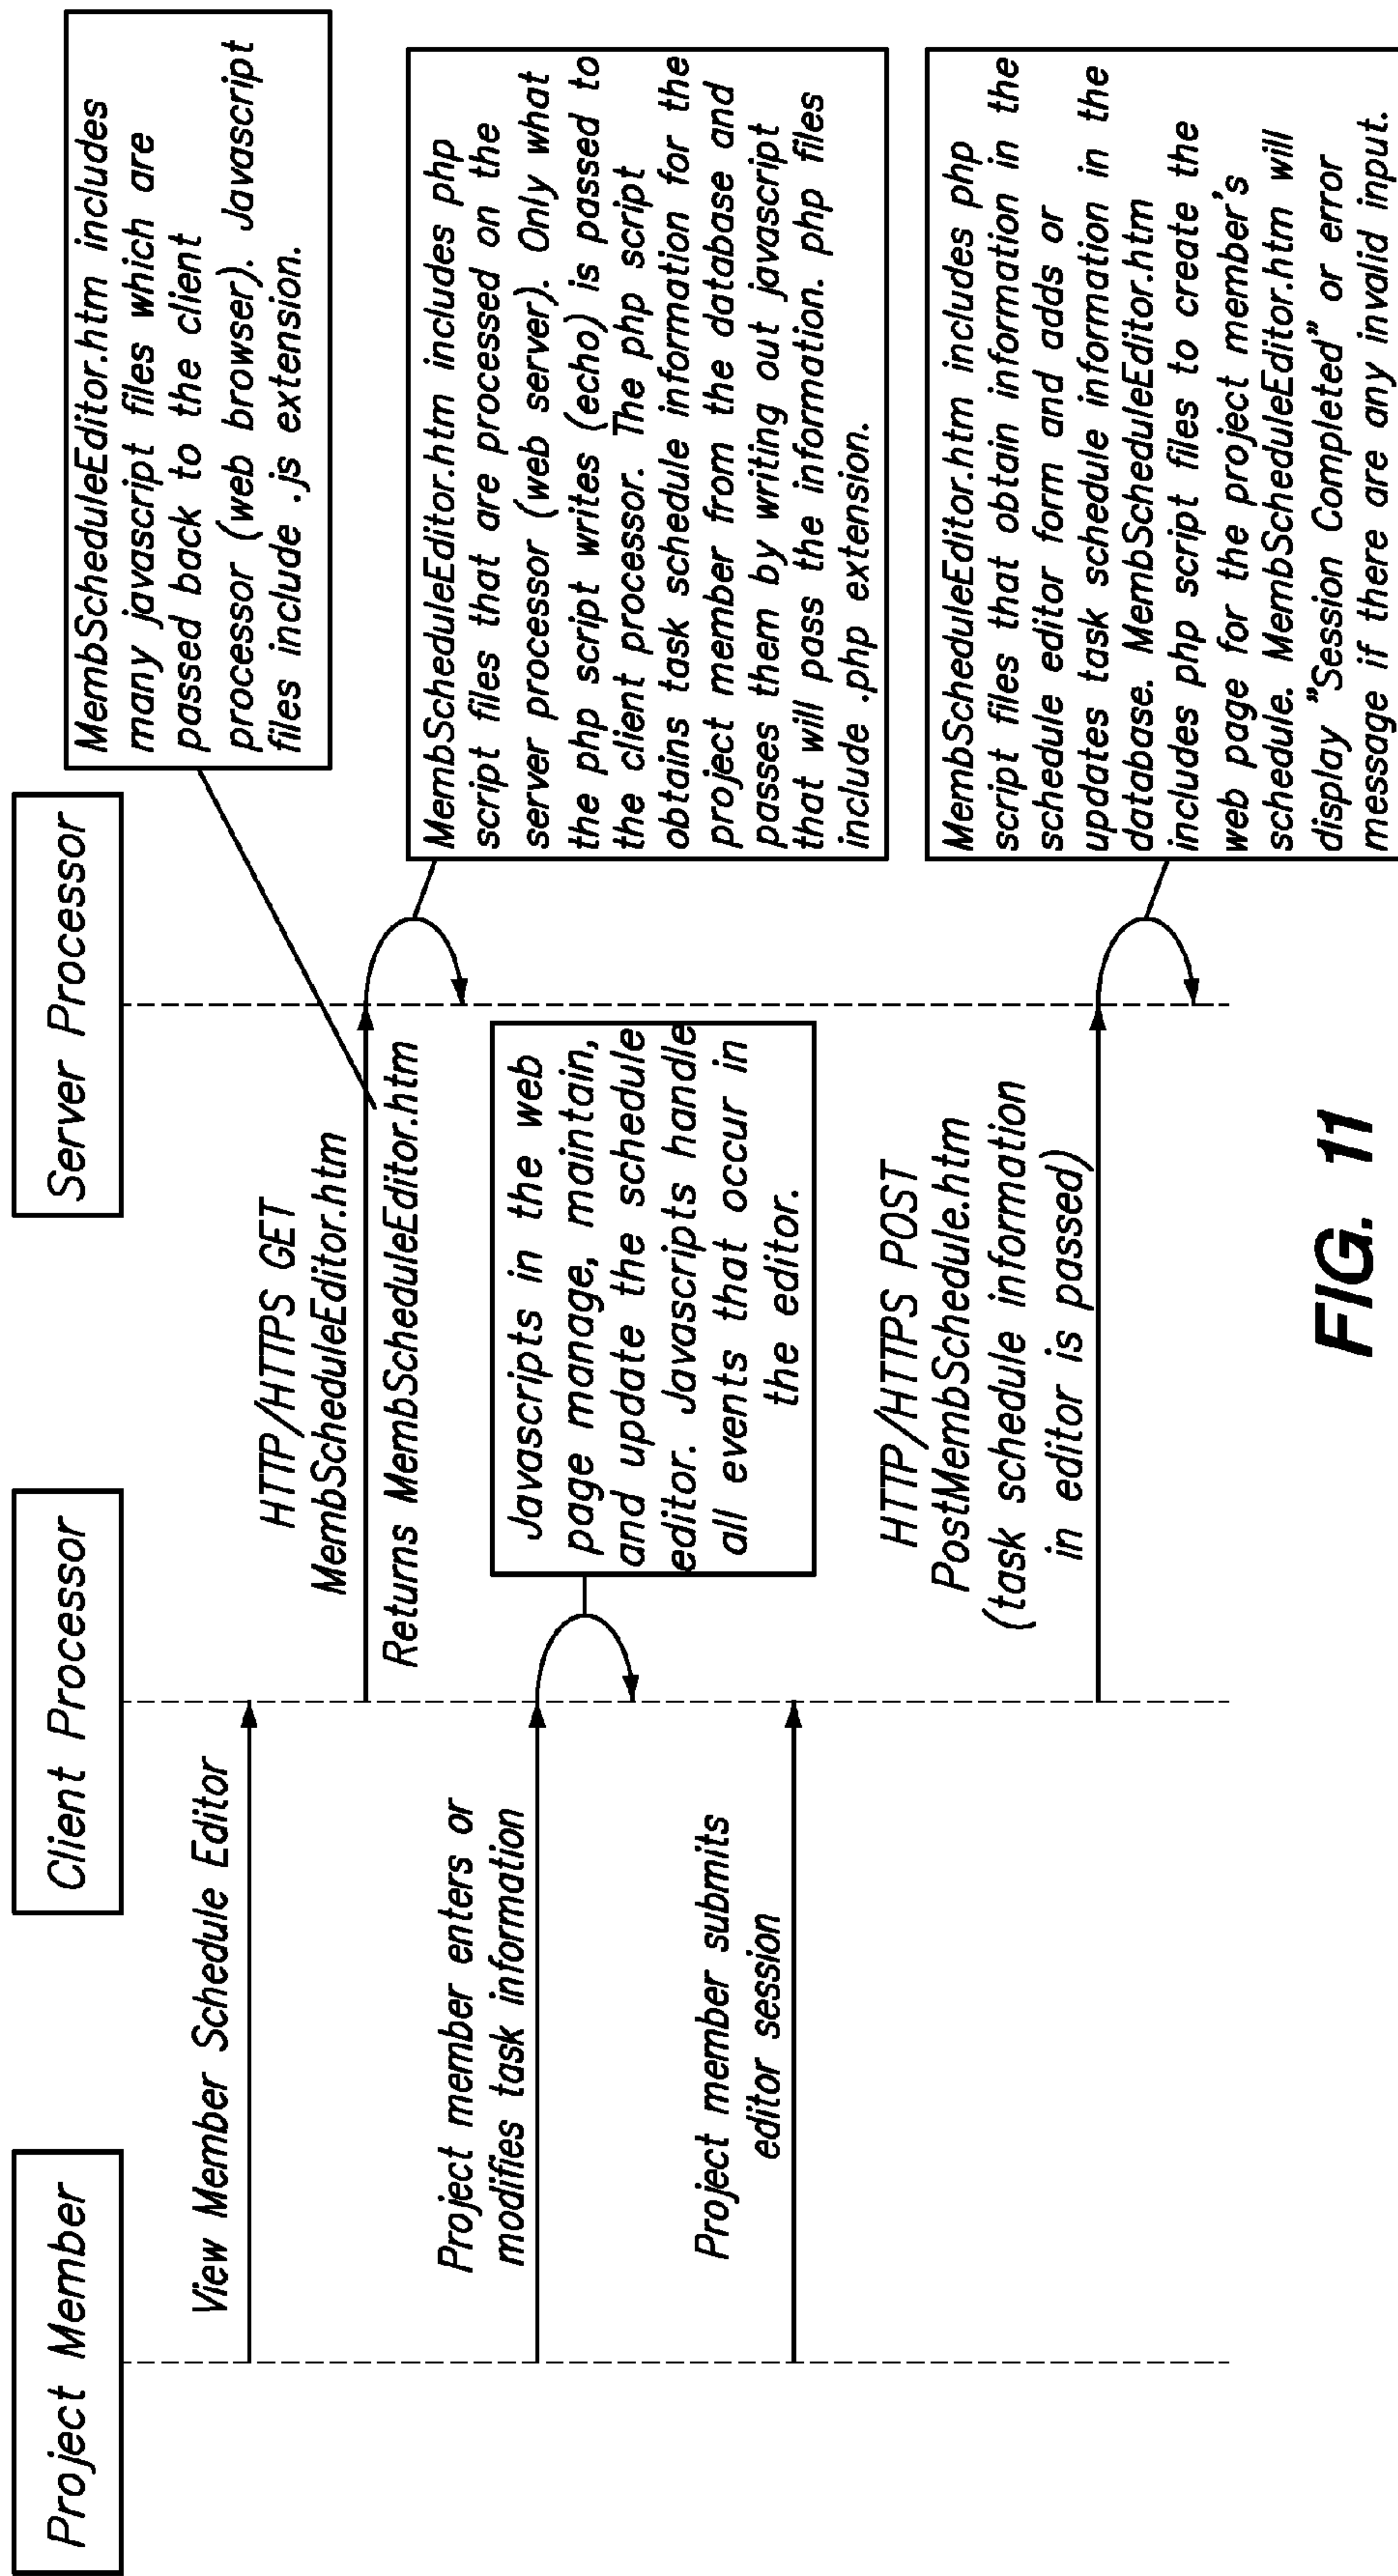 Project Member
Client Processor
Server Processor
View Member Schedule Editor
HTTP/HTTPS GET
MembScheduleEditor.htm
Returns MembScheduleEditor.htm
MembScheduleEditor.htm includes
many javascript files which are
passed back to the client
processor (web browser). Javascript
files include .js extension.
MembScheduleEditor.htm includes php
script files that are processed on the
server processor (web server). Only what
the php script writes (echo) is passed to
the client processor. The php script
obtains task schedule information for the
project member from the database and
passes them by writing out javascript
that will pass the information. php files
include .php extension.
Project member enters or
modifies task information
Javascripts in the web
page manage, maintain,
and update the schedule
editor. Javascripts handle
all events that occur in
the editor.
Project member submits
editor session
HTTP/HTTPS POST
PostMembSchedule.htm
(task schedule information
in editor is passed)
MembScheduleEditor.htm includes php
script files that obtain information in the
schedule editor form and adds or
updates task schedule information in the
database. MembScheduleEditor.htm
includes php script files to create the
web page for the project member's
schedule. MembScheduleEditor.htm will
display "Session Completed" or error
message if there are any invalid input.
FIG. 11